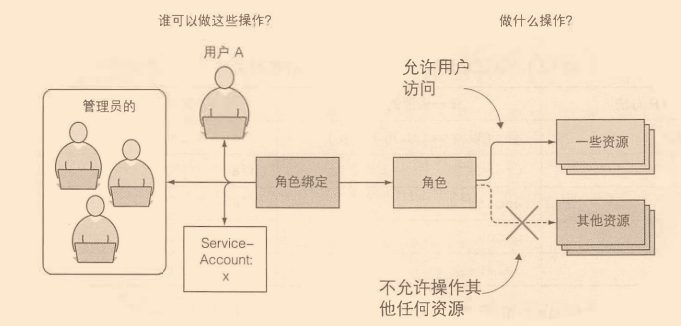 谁可以做这些操作?
做什么操作?
用户 A
管理员的
允许用户
访问
一些资源
角色绑定
角色
其他资源
Service-
Account:
x
不允许操作其
他任何资源